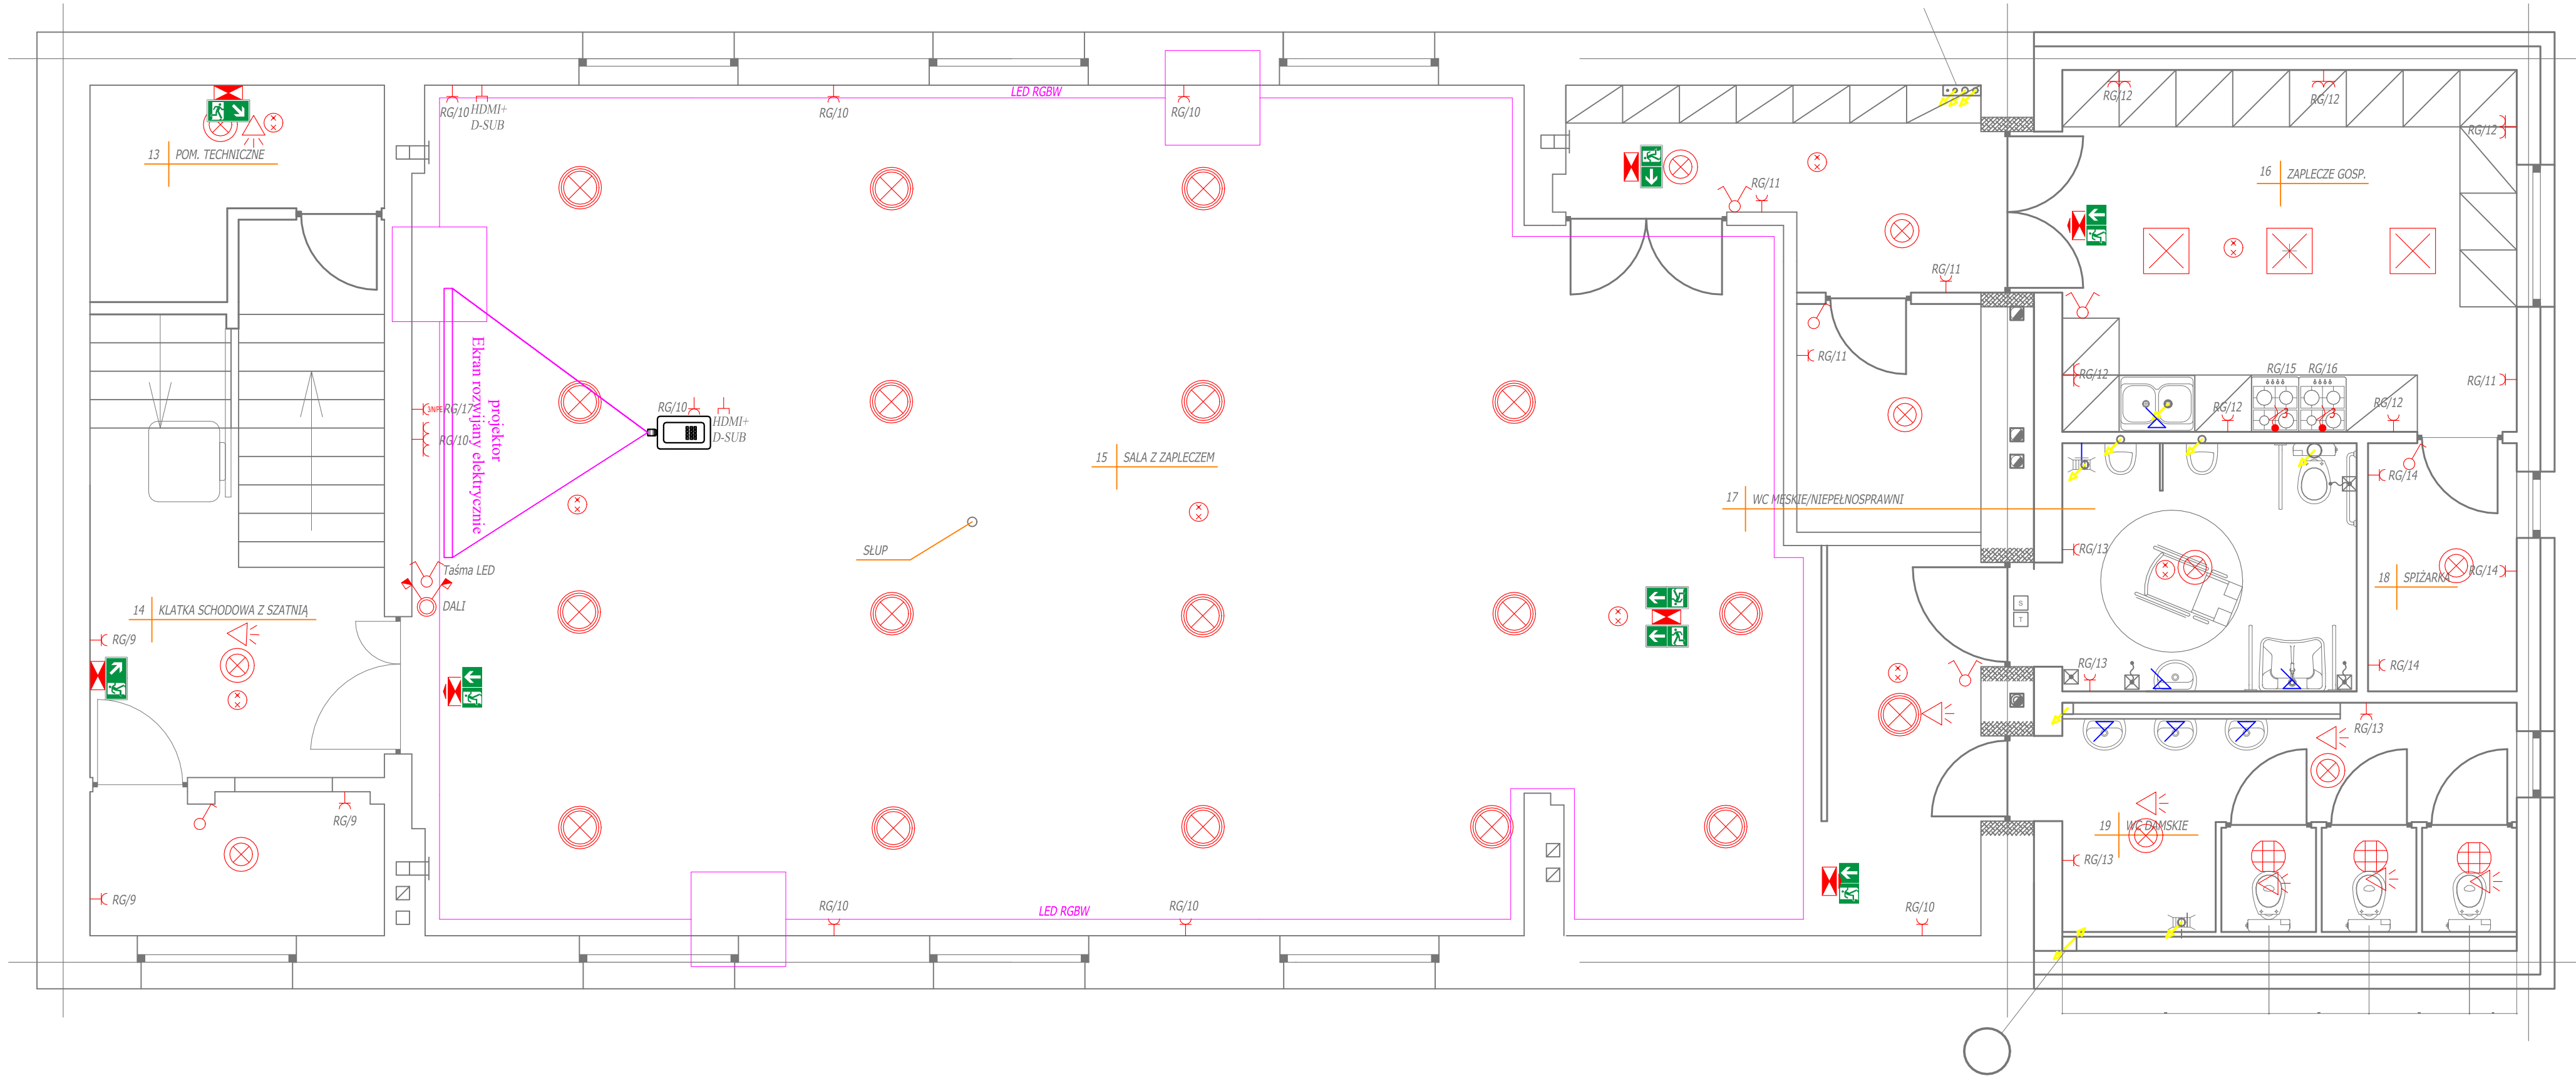 LED RGBW
RG/10
HDMI+
D-SUB
RG/10
RG/10
RG/12
RG/12
RG/12
13 POM. TECHNICZNE
16 ZAPLECZE GOSP.
RG/11
RG/11
RG/11
RG/12
RG/15
RG/16
RG/11
RG/12
RG/12
3
3
Ekran rozwijany elektrycznie
projektor
3/N/PE
RG/17
RG/10
RG/10
HDMI+
D-SUB
15 SALA Z ZAPLECZEM
RG/14
17 WC MĘSKIE/NIEPEŁNOSPRAWNI
SŁUP
RG/13
Taśma LED
DALI
RG/14
18 SPIŻARKA
S
T
14 KLATKA SCHODOWA Z SZATNIĄ
RG/9
RG/13
RG/14
RG/13
RG/9
19 WC DAMSKIE
RG/13
RG/9
RG/10
LED RGBW
RG/10
RG/10